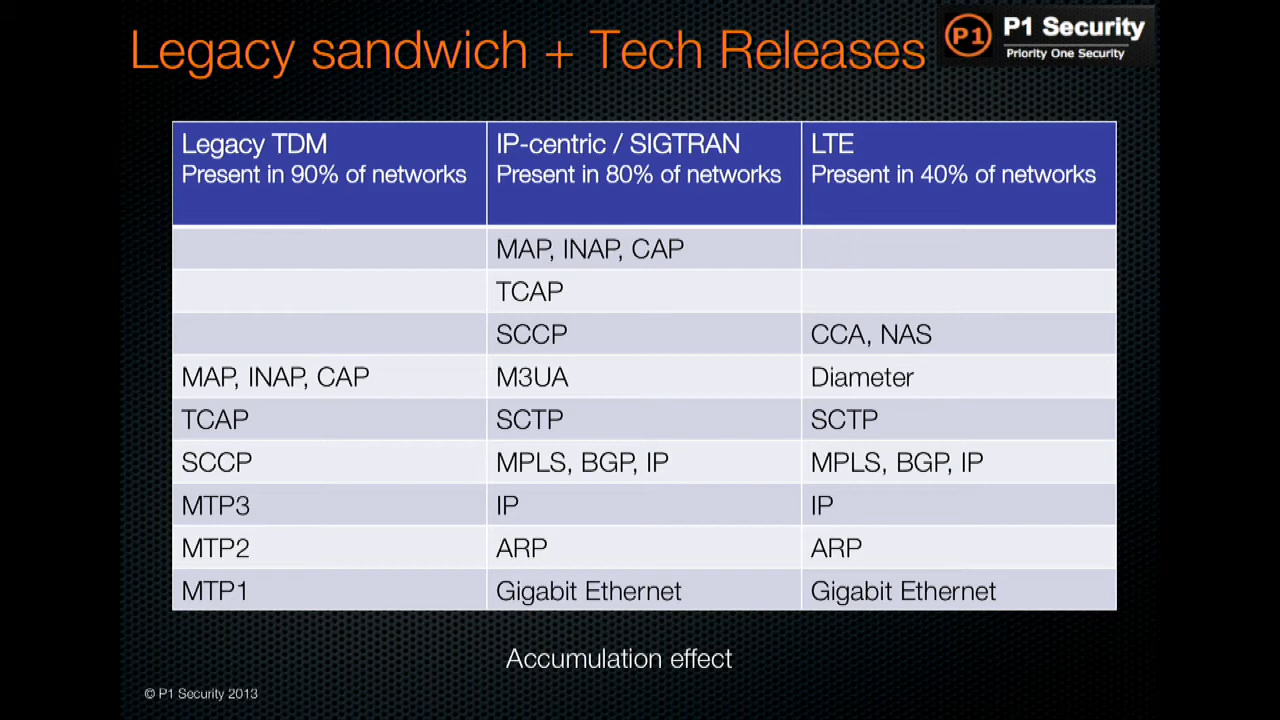 Legacy sandwich + Tech Releases
P1
P1 Security
Priority One Security
Legacy TDM
Present in 90% of networks
IP-centric / SIGTRAN
Present in 80% of networks
LTE
Present in 40% of networks
MAP, INAP, CAP
TCAP
SCCP
CCA, NAS
MAP, INAP, CAP
M3UA
Diameter
TCAP
SCTP
SCTP
SCCP
MPLS, BGP, IP
MPLS, BGP, IP
MTP3
IP
IP
MTP2
ARP
ARP
MTP1
Gigabit Ethernet
Gigabit Ethernet
Accumulation effect
© P1 Security 2013